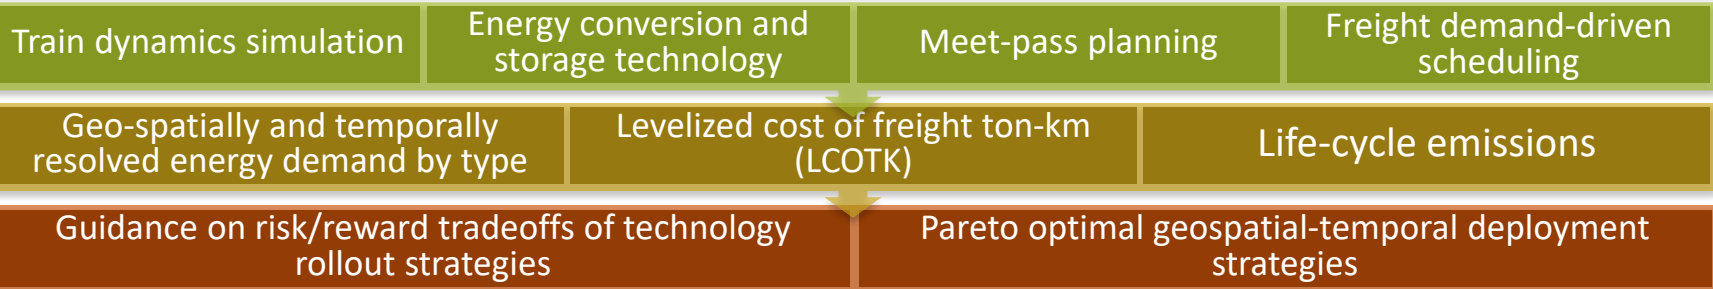 Train dynamics simulation
Energy conversion and
storage technology
Meet-pass planning
Freight demand-driven
scheduling
Geo-spatially and temporally
resolved energy demand by type
Levelized cost of freight ton-km
(LCOTK)
Life-cycle emissions
Guidance on risk/reward tradeoffs of technology
rollout strategies
Pareto optimal geospatial-temporal deployment
strategies